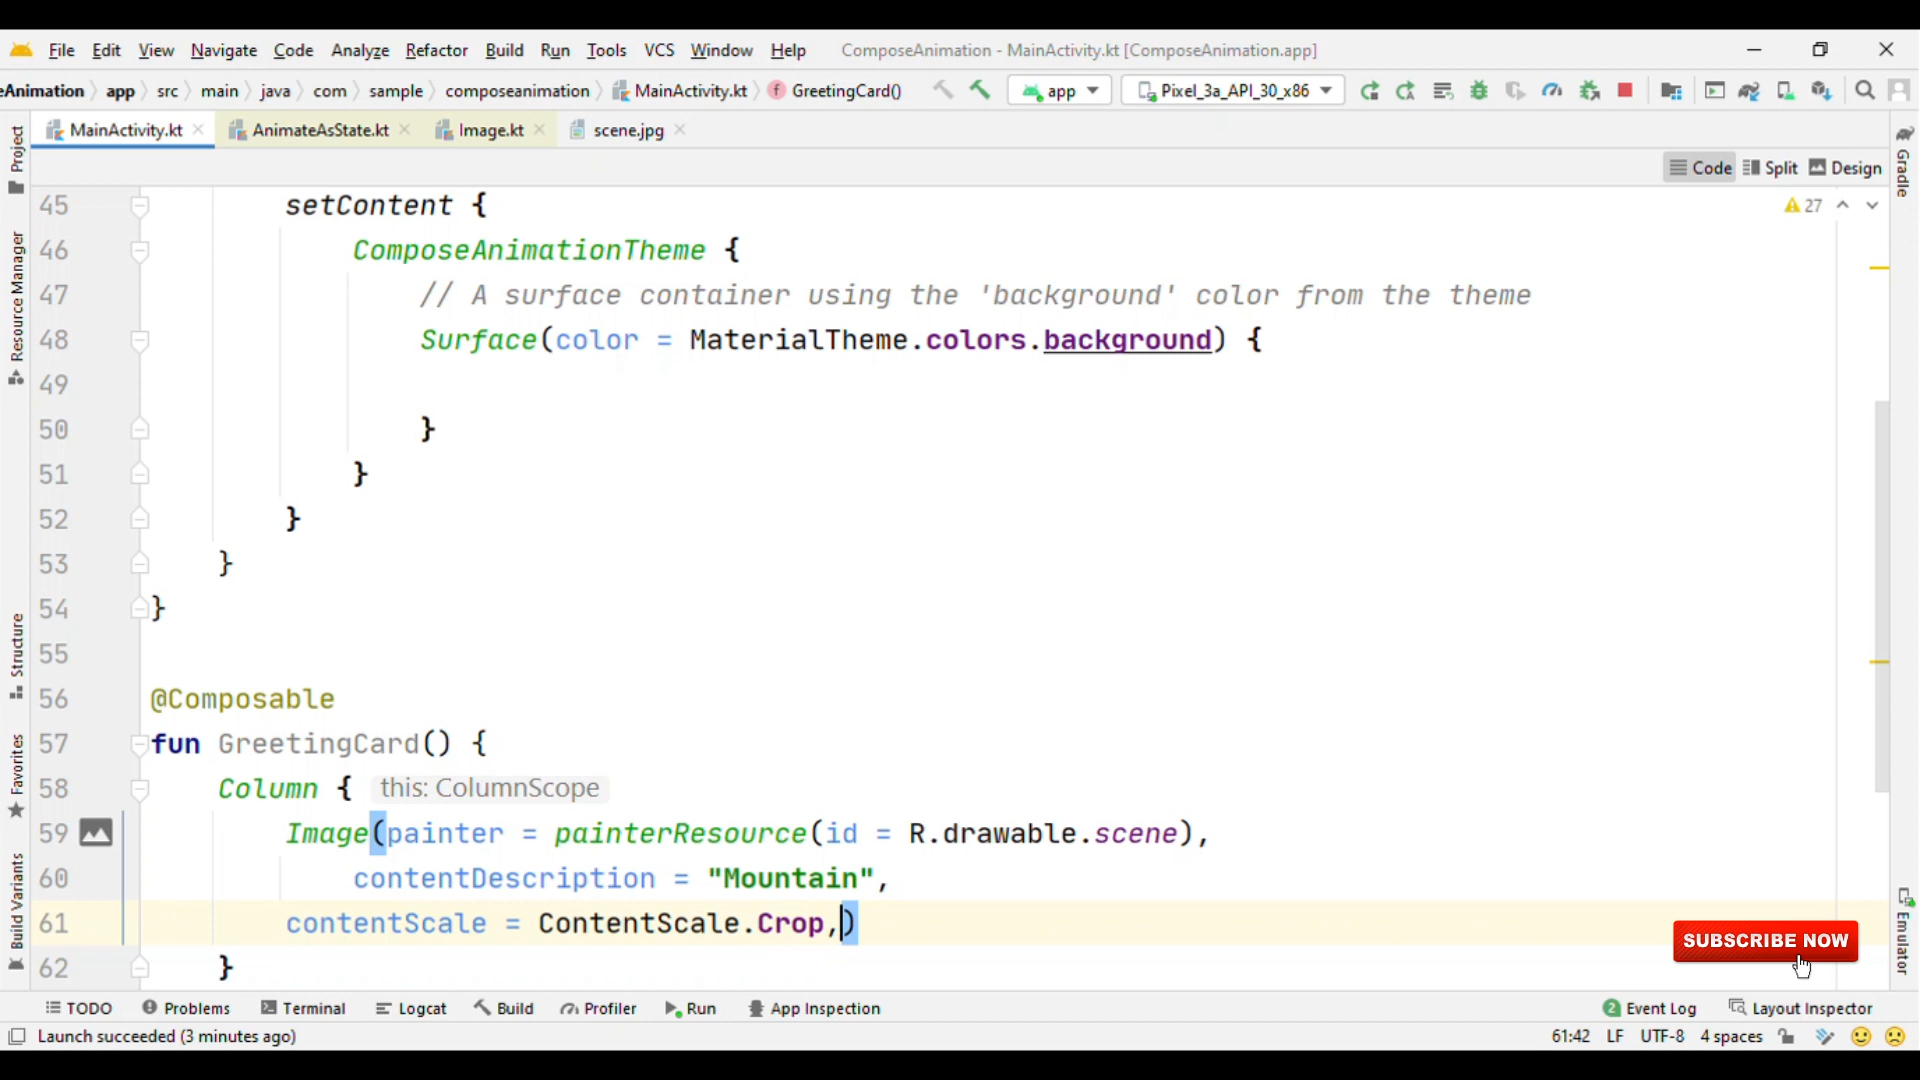 File Edit View Navigate Code Analyze Refactor Build Run Tools VCS Window Help ComposeAnimation - MainActivity.kt [ComposeAnimation.app]
eAnimation app src main java com sample composeanimation MainActivity.kt GreetingCard() app Pixel_3a_API_30_x86
MainActivity.kt AnimateAsState.kt Image.kt scene.jpg
Code Split Design
27
45 setContent {
46 ComposeAnimationTheme {
47 // A surface container using the 'background' color from the theme
48 Surface(color = MaterialTheme.colors.background) {
49
50 }
51 }
52 }
53 }
54 }
55
56 @Composable
57 fun GreetingCard() {
58 Column { this: ColumnScope
59 Image(painter = painterResource(id = R.drawable.scene),
60 contentDescription = "Mountain",
61 contentScale = ContentScale.Crop,)
62 }
Project
Resource Manager
Structure
Favorites
Build Variants
Gradle
Emulator
SUBSCRIBE NOW
TODO Problems Terminal Logcat Build Profiler Run App Inspection 2 Event Log Layout Inspector
Launch succeeded (3 minutes ago) 61:42 LF UTF-8 4 spaces